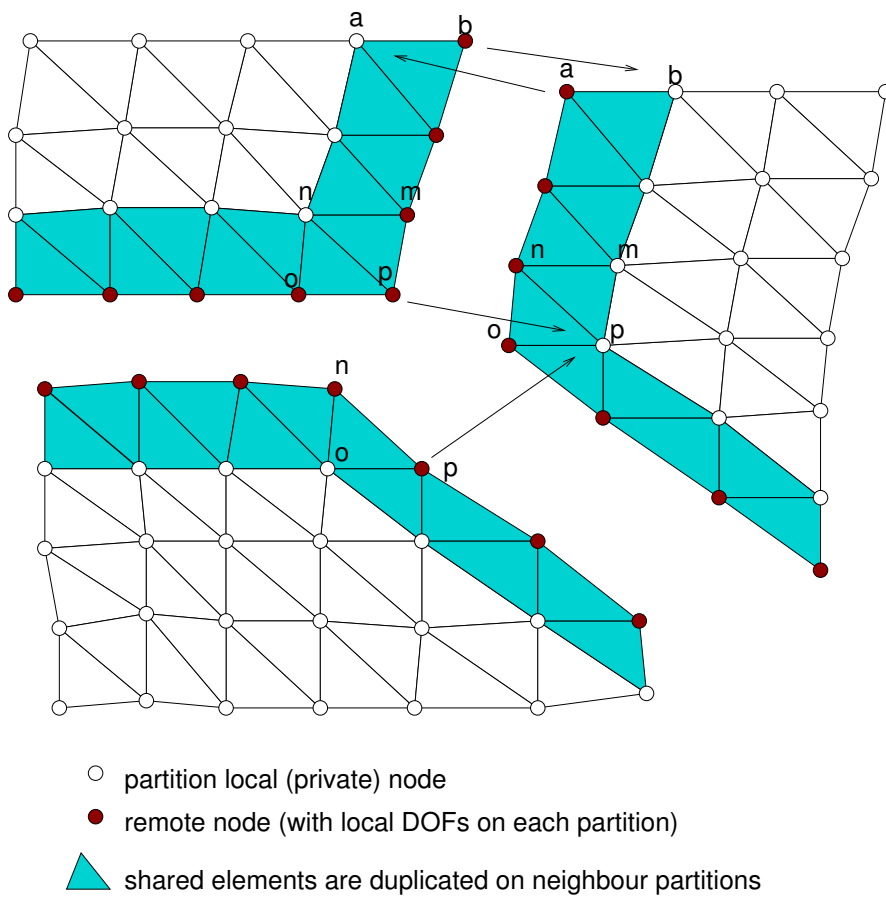 a
b
a
b
n
m
n
m
o
p
o
p
n
o
p
partition local (private) node
remote node (with local DOFs on each partition)
shared elements are duplicated on neighbour partitions